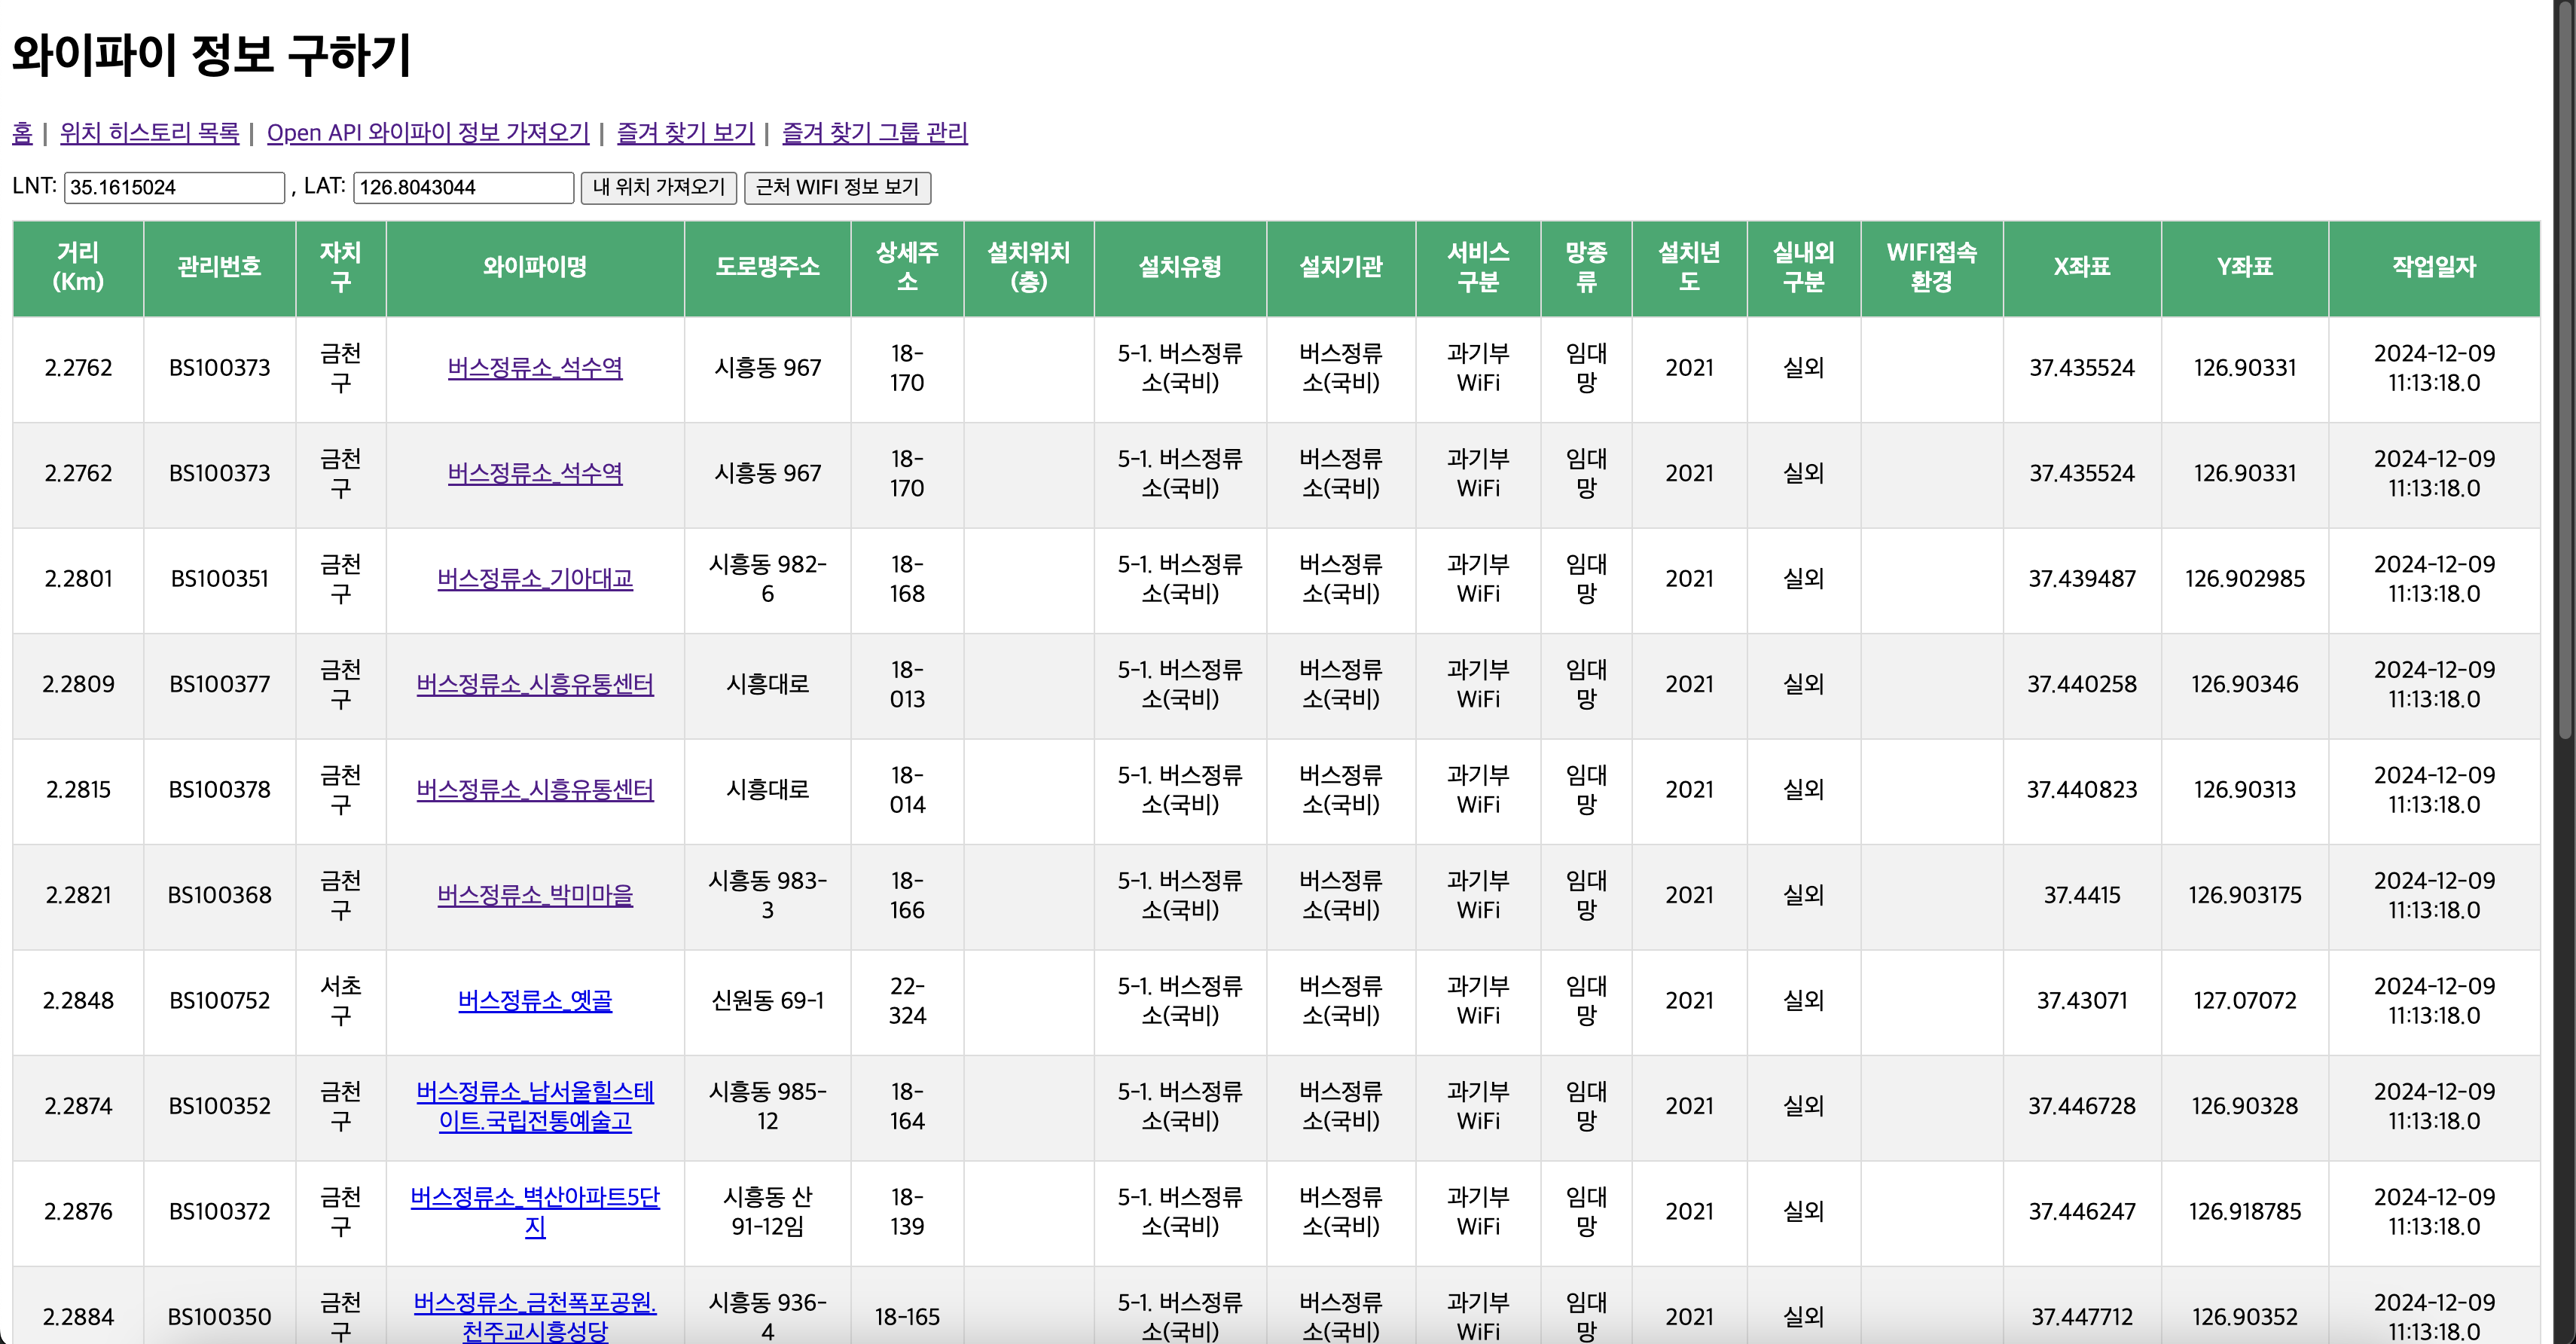 와이파이 정보 구하기
홈 | 위치 히스토리 목록 | Open API 와이파이 정보 가져오기 | 즐겨 찾기 보기 | 즐겨 찾기 그룹 관리
LNT: 35.1615024 , LAT: 126.8043044 내 위치 가져오기 근처 WIFI 정보 보기
거리(Km) 관리번호 자치구 와이파이명 도로명주소 상세주소 설치위치(층) 설치유형 설치기관 서비스구분 망종류 설치년도 실내외구분 WIFI접속환경 X좌표 Y좌표 작업일자
2.2762 BS100373 금천구 버스정류소_석수역 시흥동 967 18-170 5-1. 버스정류소(국비) 버스정류소(국비) 과기부WiFi 임대망 2021 실외 37.435524 126.90331 2024-12-09 11:13:18.0
2.2762 BS100373 금천구 버스정류소_석수역 시흥동 967 18-170 5-1. 버스정류소(국비) 버스정류소(국비) 과기부WiFi 임대망 2021 실외 37.435524 126.90331 2024-12-09 11:13:18.0
2.2801 BS100351 금천구 버스정류소_기아대교 시흥동 982-6 18-168 5-1. 버스정류소(국비) 버스정류소(국비) 과기부WiFi 임대망 2021 실외 37.439487 126.902985 2024-12-09 11:13:18.0
2.2809 BS100377 금천구 버스정류소_시흥유통센터 시흥대로 18-013 5-1. 버스정류소(국비) 버스정류소(국비) 과기부WiFi 임대망 2021 실외 37.440258 126.90346 2024-12-09 11:13:18.0
2.2815 BS100378 금천구 버스정류소_시흥유통센터 시흥대로 18-014 5-1. 버스정류소(국비) 버스정류소(국비) 과기부WiFi 임대망 2021 실외 37.440823 126.90313 2024-12-09 11:13:18.0
2.2821 BS100368 금천구 버스정류소_박미마을 시흥동 983-3 18-166 5-1. 버스정류소(국비) 버스정류소(국비) 과기부WiFi 임대망 2021 실외 37.4415 126.903175 2024-12-09 11:13:18.0
2.2848 BS100752 서초구 버스정류소_옛골 신원동 69-1 22-324 5-1. 버스정류소(국비) 버스정류소(국비) 과기부WiFi 임대망 2021 실외 37.43071 127.07072 2024-12-09 11:13:18.0
2.2874 BS100352 금천구 버스정류소_남서울힐스테이트.국립전통예술고 시흥동 985-12 18-164 5-1. 버스정류소(국비) 버스정류소(국비) 과기부WiFi 임대망 2021 실외 37.446728 126.90328 2024-12-09 11:13:18.0
2.2876 BS100372 금천구 버스정류소_벽산아파트5단지 시흥동 산 91-12임 18-139 5-1. 버스정류소(국비) 버스정류소(국비) 과기부WiFi 임대망 2021 실외 37.446247 126.918785 2024-12-09 11:13:18.0
2.2884 BS100350 금천구 버스정류소_금천폭포공원.천주교시흥성당 시흥동 936-4 18-165 5-1. 버스정류소(국비) 버스정류소(국비) 과기부WiFi 임대망 2021 실외 37.447712 126.90352 2024-12-09 11:13:18.0